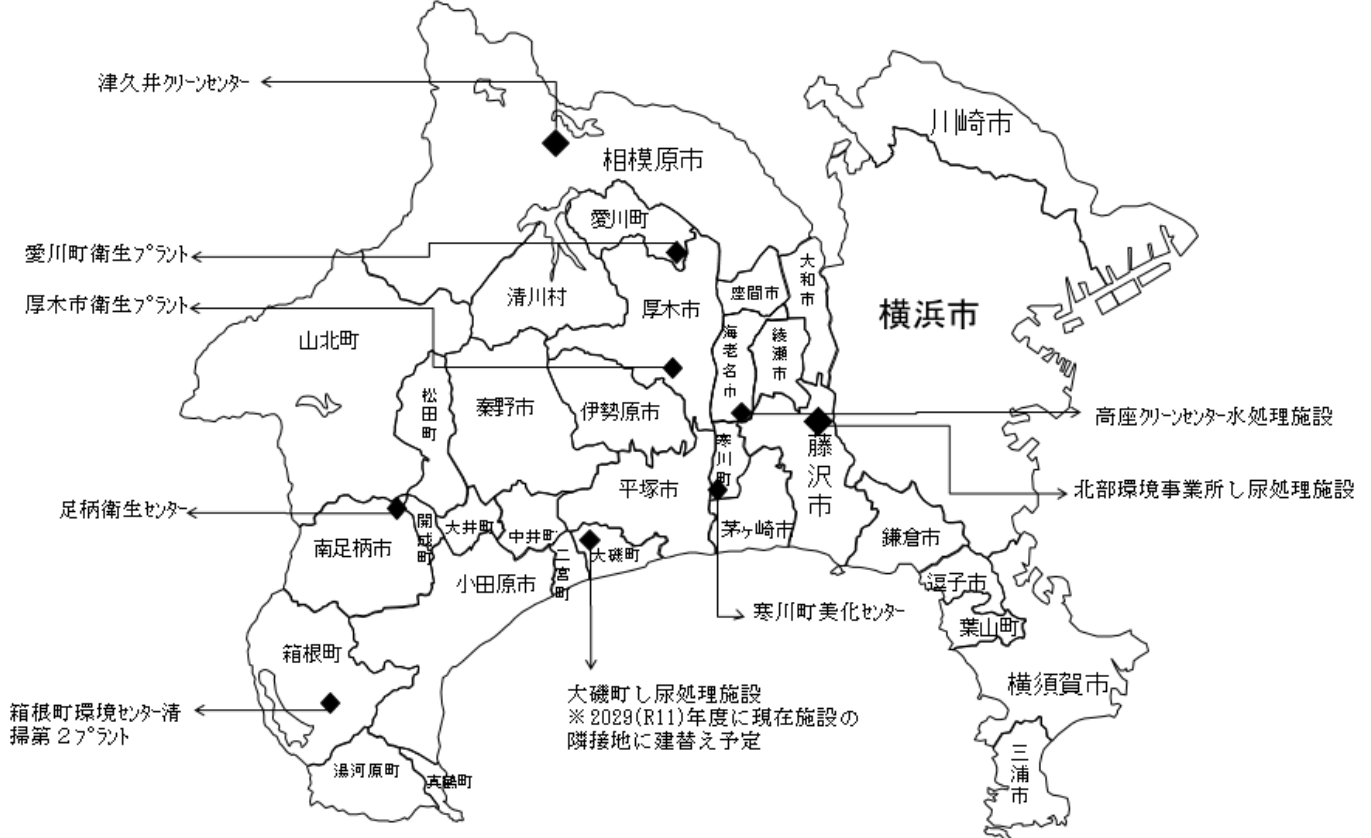 津久井クリーンセンター
川崎市
相模原市
愛川町
愛川町衛生プラント
大和市
座間市
清川村
厚木市衛生プラント
厚木市
横浜市
山北町
海老名市
綾瀬市
松田町
秦野市
伊勢原市
高座クリーンセンター水処理施設
寒川町
藤沢市
平塚市
北部環境事業所し尿処理施設
足柄衛生センター
開成町
大井町
中井町
茅ヶ崎市
鎌倉市
南足柄市
二宮町
大磯町
小田原市
逗子市
寒川町美化センター
葉山町
箱根町
横須賀市
大磯町し尿処理施設
※2029(R11)年度に現在施設の
隣接地に建替え予定
箱根町環境センター清
掃第2プラント
湯河原町
真鶴町
三浦市